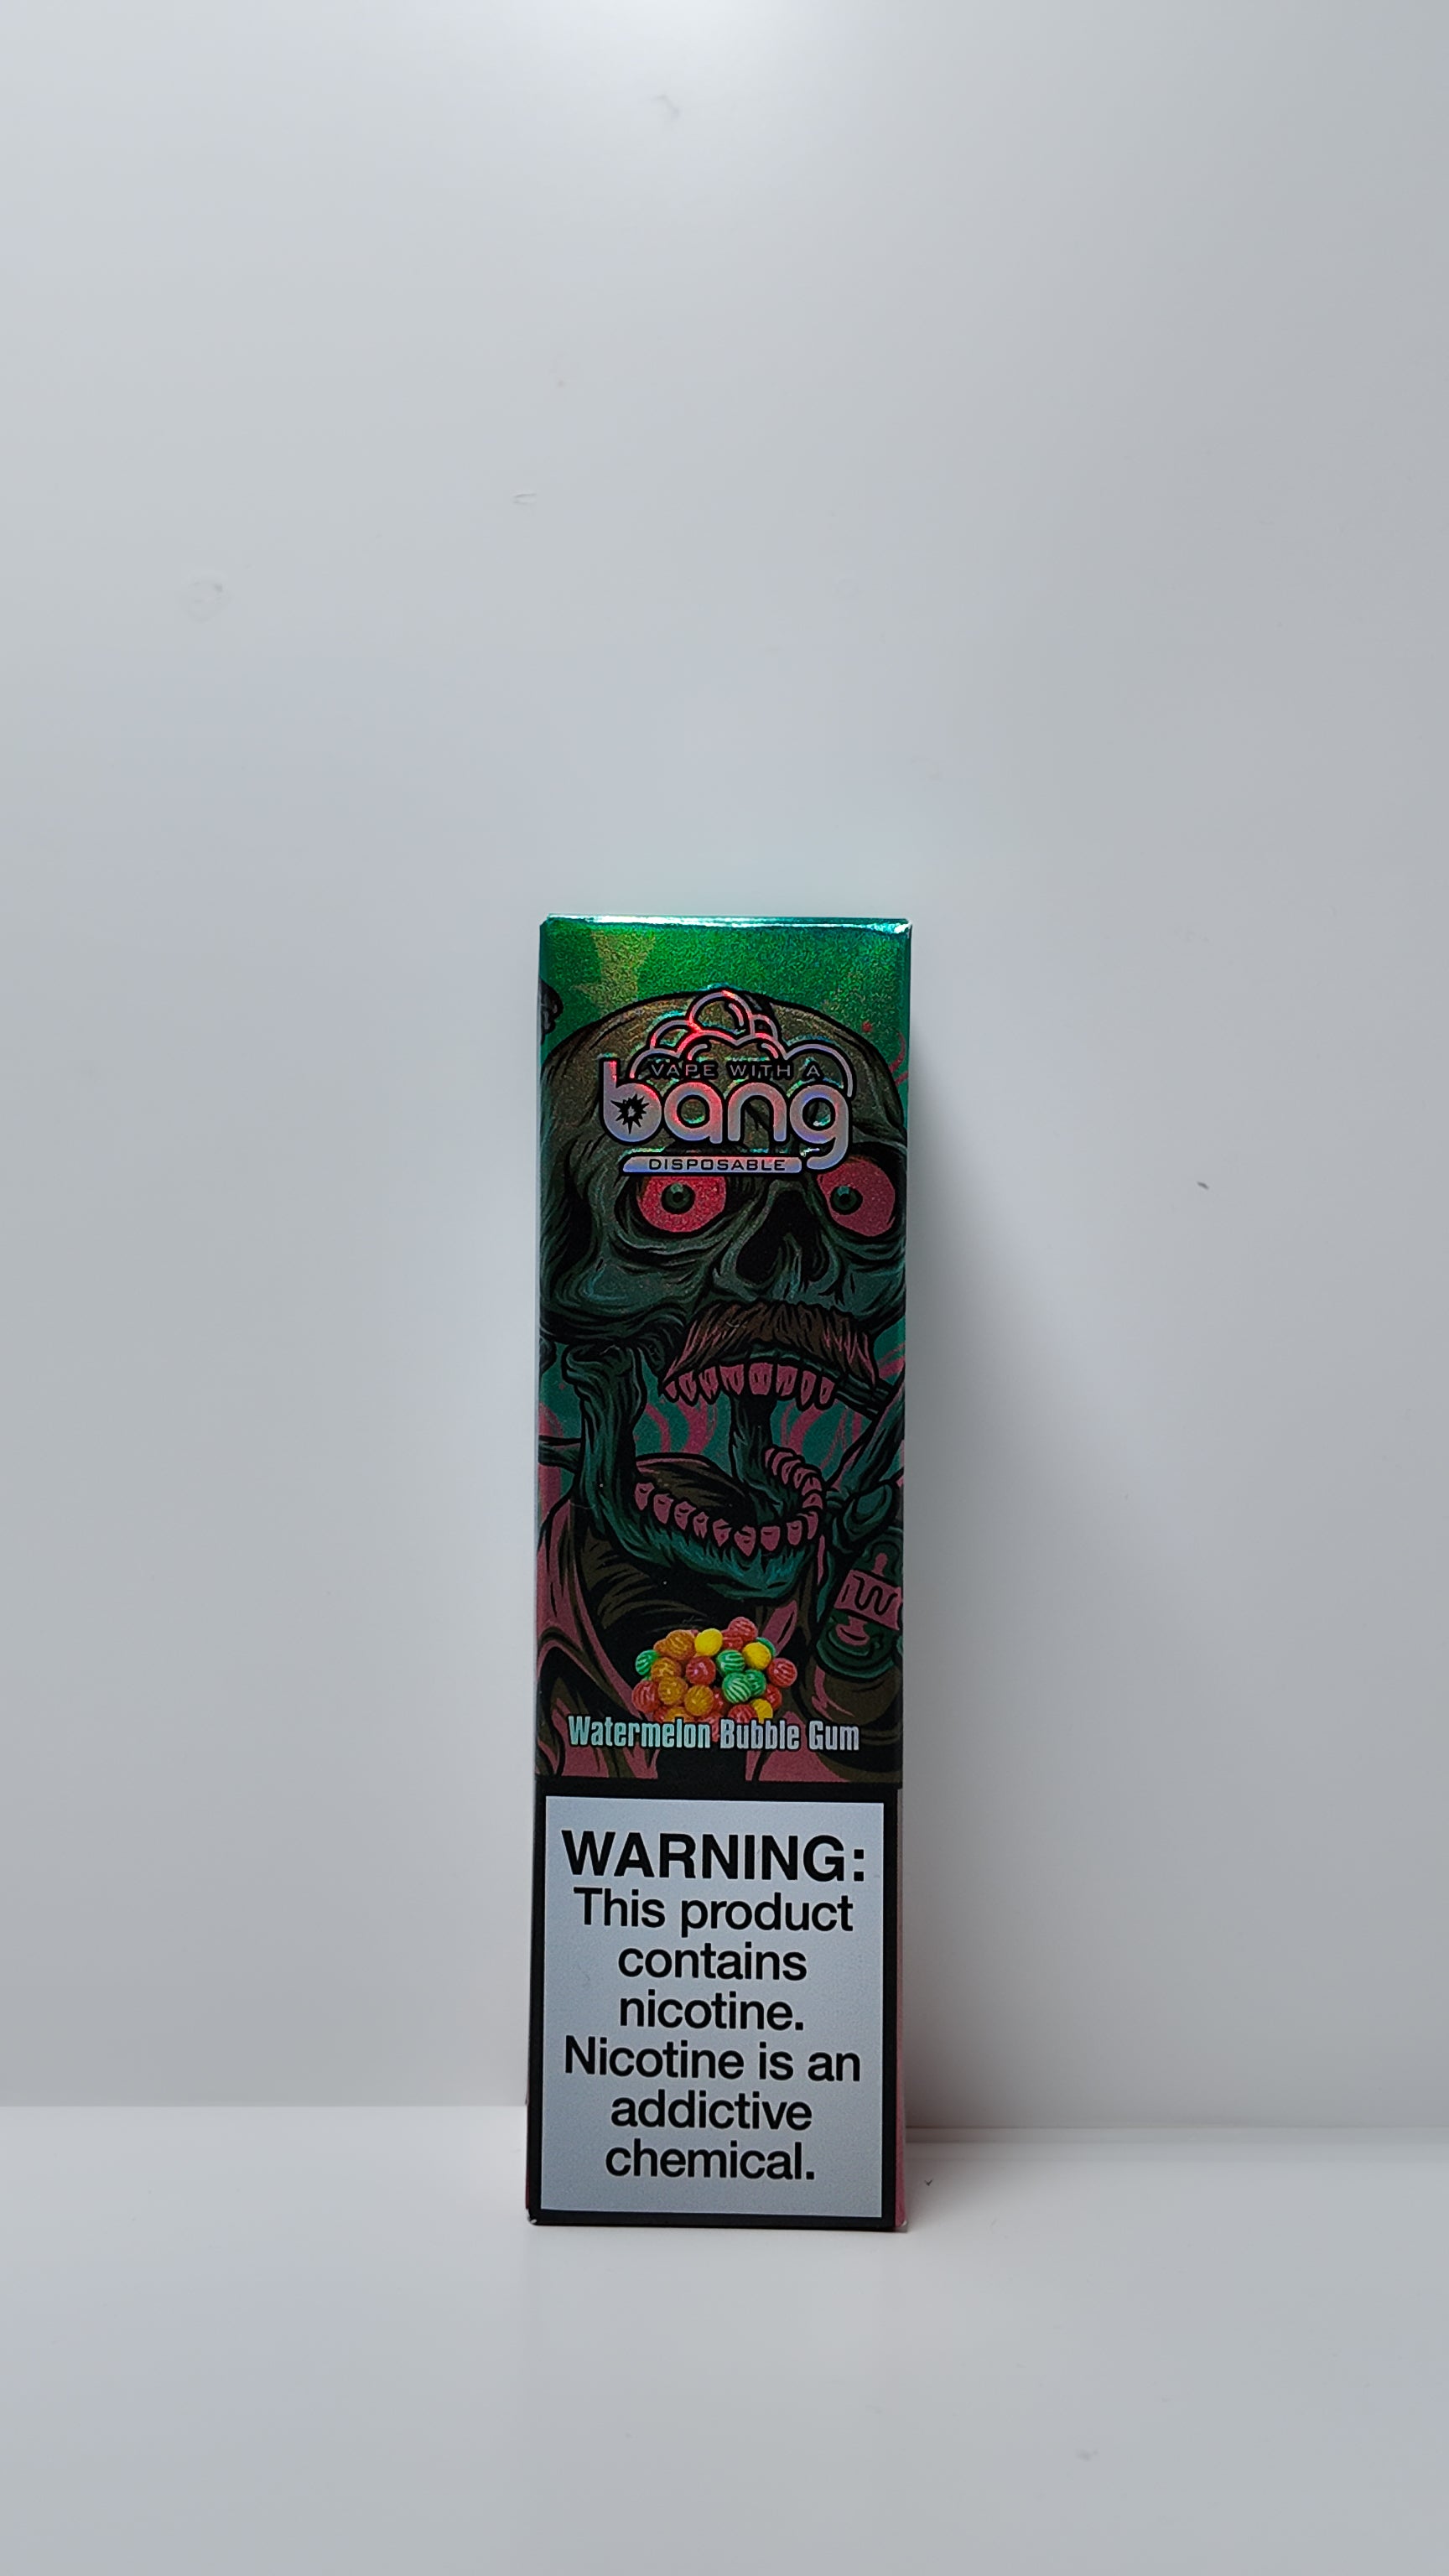 VAPE WITH A
bang
DISPOSABLE
Watermelon Bubble Gum
WARNING:
This product
contains
nicotine.
Nicotine is an
addictive
chemical.